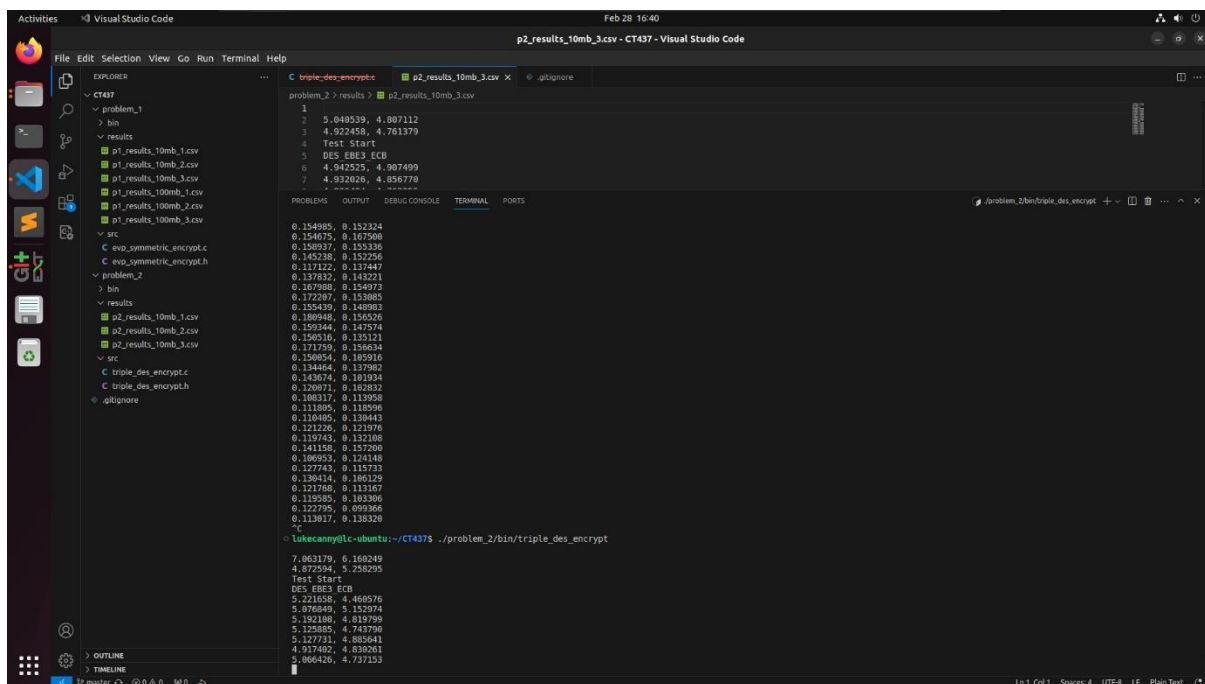 Activities Visual Studio Code Feb 28 16:40
p2_results_10mb_3.csv - CT437 - Visual Studio Code
File Edit Selection View Go Run Terminal Help
EXPLORER ...
CT437
problem_1
bin
results
p1_results_10mb_1.csv
p1_results_10mb_2.csv
p1_results_10mb_3.csv
p1_results_100mb_1.csv
p1_results_100mb_2.csv
p1_results_100mb_3.csv
src
C evp_symmetric_encrypt.c
C evp_symmetric_encrypt.h
problem_2
bin
results
p2_results_10mb_1.csv
p2_results_10mb_2.csv
p2_results_10mb_3.csv
src
C triple_des_encrypt.c
C triple_des_encrypt.h
.gitignore
OUTLINE
TIMELINE
C triple_des_encrypt.c p2_results_10mb_3.csv .gitignore
problem_2 > results > p2_results_10mb_3.csv
1
2 5.040539, 4.807112
3 4.922458, 4.761379
4 Test Start
5 DES_EBE3_ECB
6 4.942525, 4.907499
7 4.932026, 4.856770
PROBLEMS OUTPUT DEBUG CONSOLE TERMINAL PORTS ./problem_2/bin/triple_des_encrypt
0.154985, 0.152324
0.154675, 0.167500
0.158937, 0.155336
0.145238, 0.152256
0.117122, 0.137447
0.137832, 0.143221
0.167988, 0.154973
0.172207, 0.153085
0.155439, 0.148983
0.180948, 0.156526
0.159344, 0.147574
0.150516, 0.135121
0.171759, 0.156634
0.150054, 0.105916
0.134464, 0.137982
0.143674, 0.101934
0.120071, 0.102832
0.108317, 0.113958
0.111805, 0.118596
0.110405, 0.130443
0.121226, 0.121976
0.119743, 0.132108
0.141158, 0.157200
0.106953, 0.124148
0.127743, 0.115733
0.130414, 0.106129
0.121768, 0.113167
0.119585, 0.103306
0.122795, 0.099366
0.113017, 0.138320
^C
lukecanny@lc-ubuntu:~/CT437$ ./problem_2/bin/triple_des_encrypt
7.063179, 6.160249
4.872594, 5.258295
Test Start
DES_EBE3_ECB
5.221658, 4.460576
5.076849, 5.152974
5.192108, 4.819799
5.125885, 4.743790
5.127731, 4.885641
4.917402, 4.830261
5.066426, 4.737153
master 0 0 Ln 1, Col 1 Spaces: 4 UTF-8 LF Plain Text